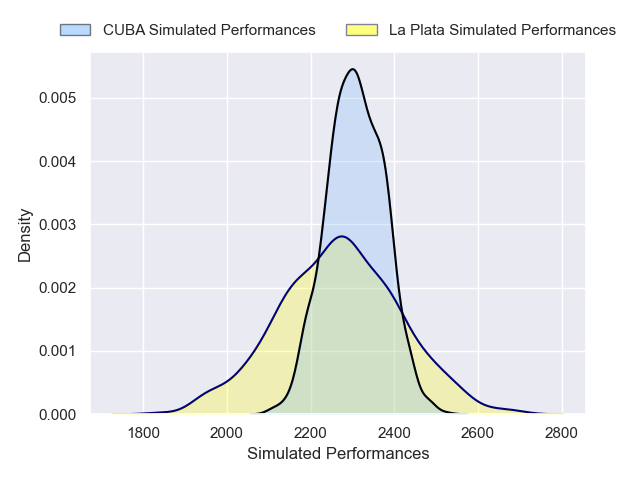 CUBA Simulated Performances La Plata Simulated Performances
0.005
0.004
0.003
0.002
0.001
0.000
Density
1800 2000 2200 2400 2600 2800
Simulated Performances